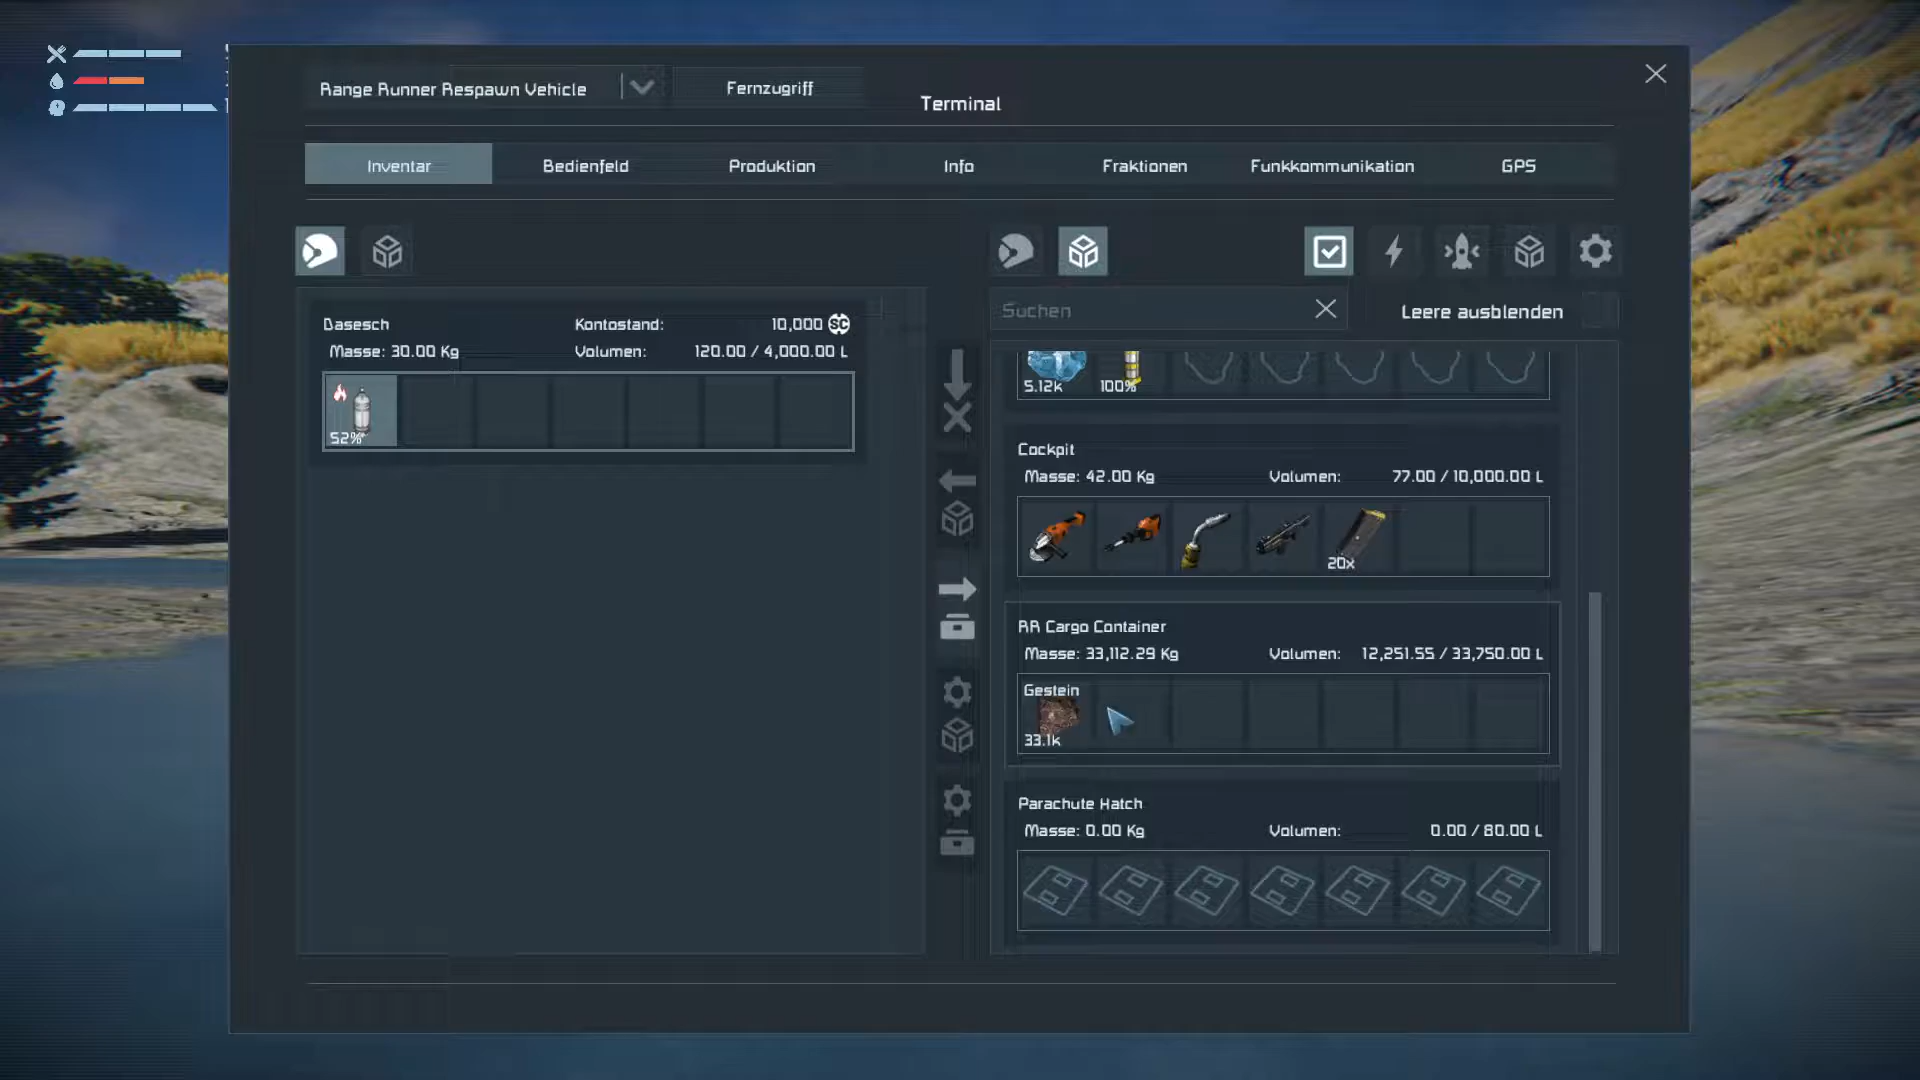 Range Runner Respawn Vehicle
Fernzugriff
Terminal
Inventar
Bedienfeld
Produktion
Info
Fraktionen
Funkkommunikation
GPS
Suchen
Leere ausblenden
Dasesch
Kontostand: 10,000 SC
Masse: 30.00 Kg
Volumen: 120.00 / 4,000.00 L
52%
5.12k
100%
Cockpit
Masse: 42.00 Kg
Volumen: 77.00 / 10,000.00 L
20x
RR Cargo Container
Masse: 33,112.29 Kg
Volumen: 12,251.55 / 33,750.00 L
Gestein
33.1k
Parachute Hatch
Masse: 0.00 Kg
Volumen: 0.00 / 80.00 L